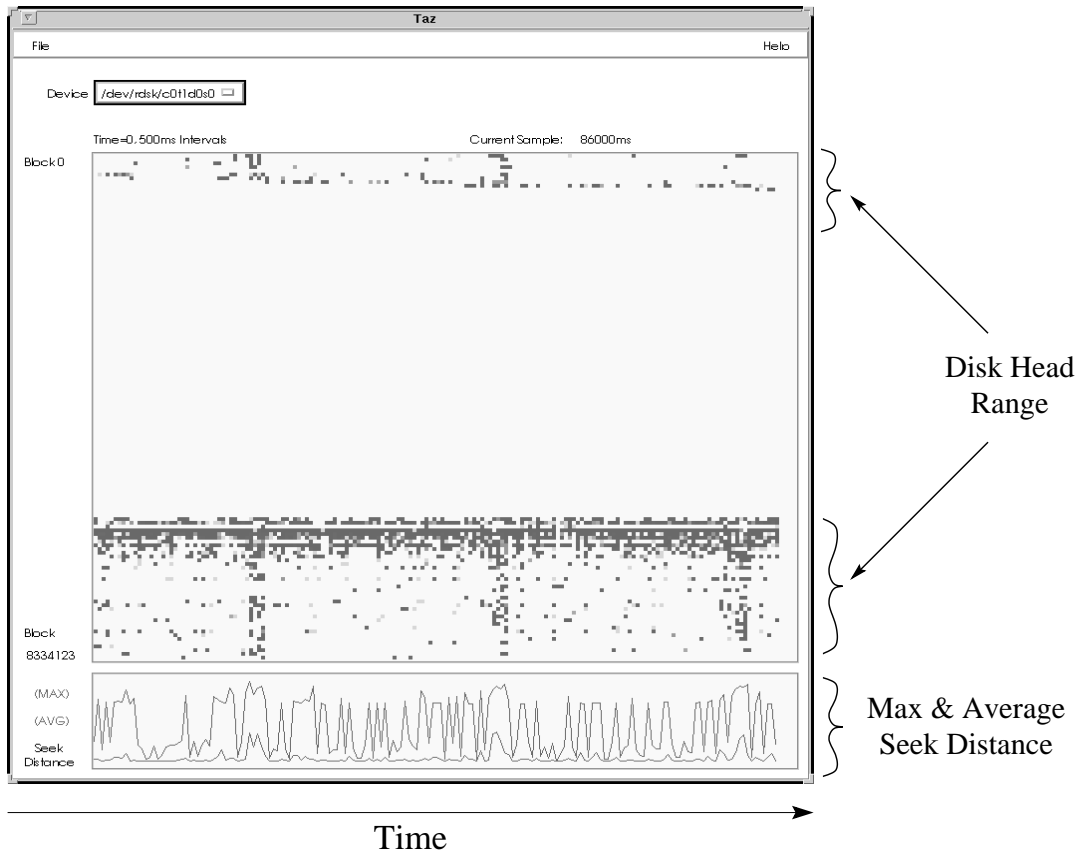 Taz
File Help
Device /dev/rdsk/c0t1d0s0
Time=0.500ms Intervals Current Sample: 86000ms
Block 0
Disk Head
Range
Block
8334123
(MAX)
(AVG)
Seek
Distance
Max & Average
Seek Distance
Time